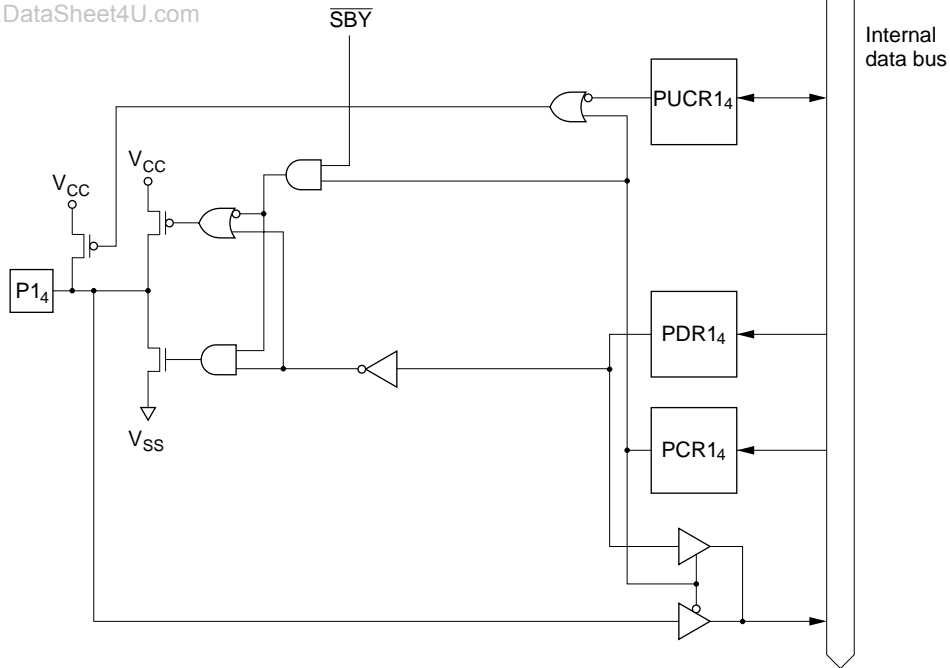 .DataSheet4U.com
SBY
Internal
data bus
PUCR1₄
V_CC
V_CC
P1₄
PDR1₄
V_SS
PCR1₄